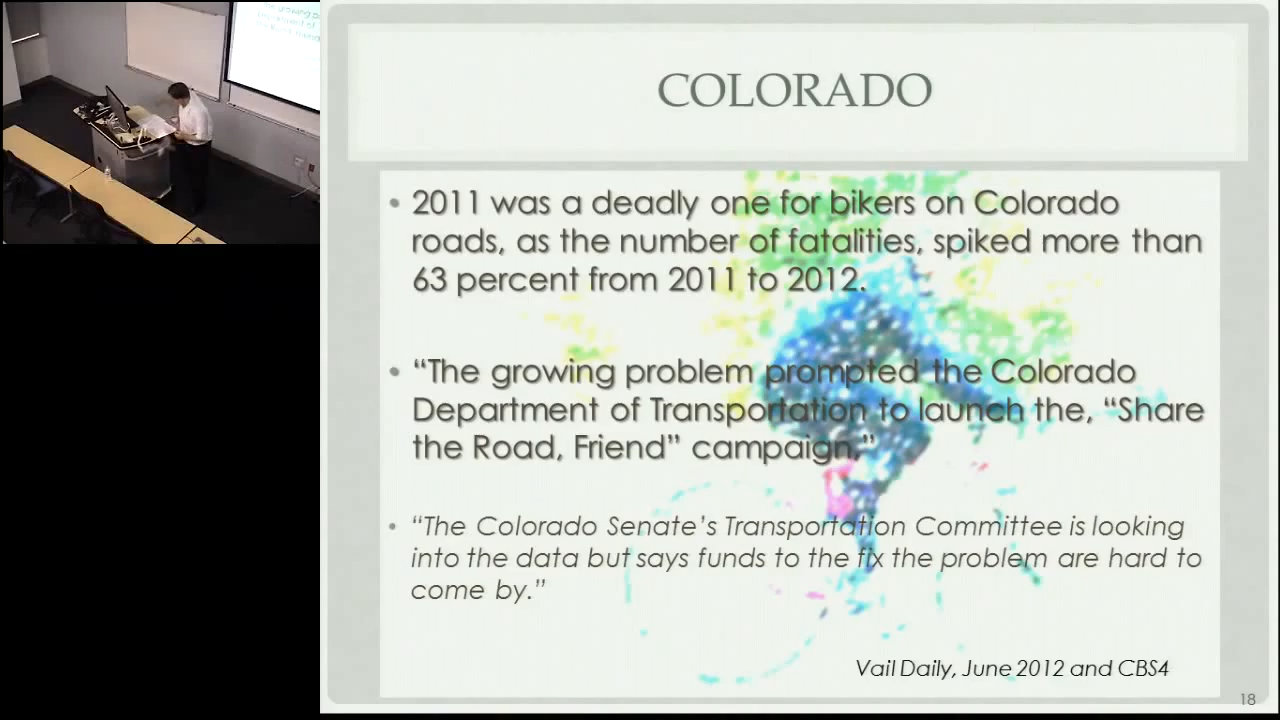 COLORADO
• 2011 was a deadly one for bikers on Colorado
roads, as the number of fatalities, spiked more than
63 percent from 2011 to 2012.
• “The growing problem prompted the Colorado
Department of Transportation to launch the, “Share
the Road, Friend” campaign,”
• “The Colorado Senate’s Transportation Committee is looking
into the data but says funds to the fix the problem are hard to
come by.”
Vail Daily, June 2012 and CBS4
18